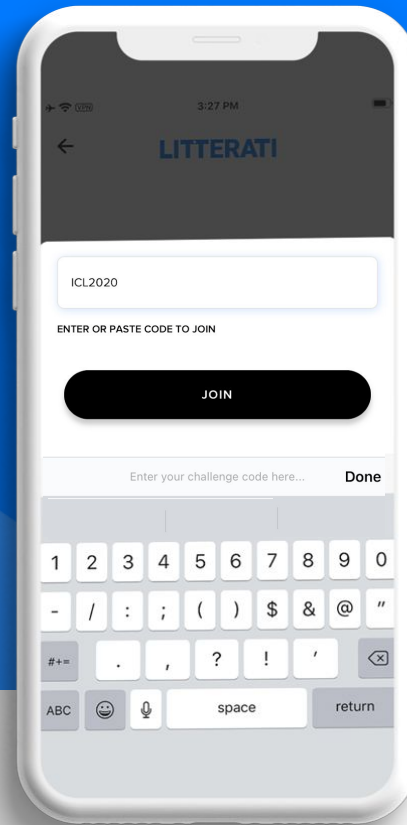 VPN 3:27 PM
LITTERATI
ICL2020
ENTER OR PASTE CODE TO JOIN
JOIN
Enter your challenge code here... Done
1 2 3 4 5 6 7 8 9 0
- / : ; ( ) $ & @ "
#+= . , ? ! '
ABC space return